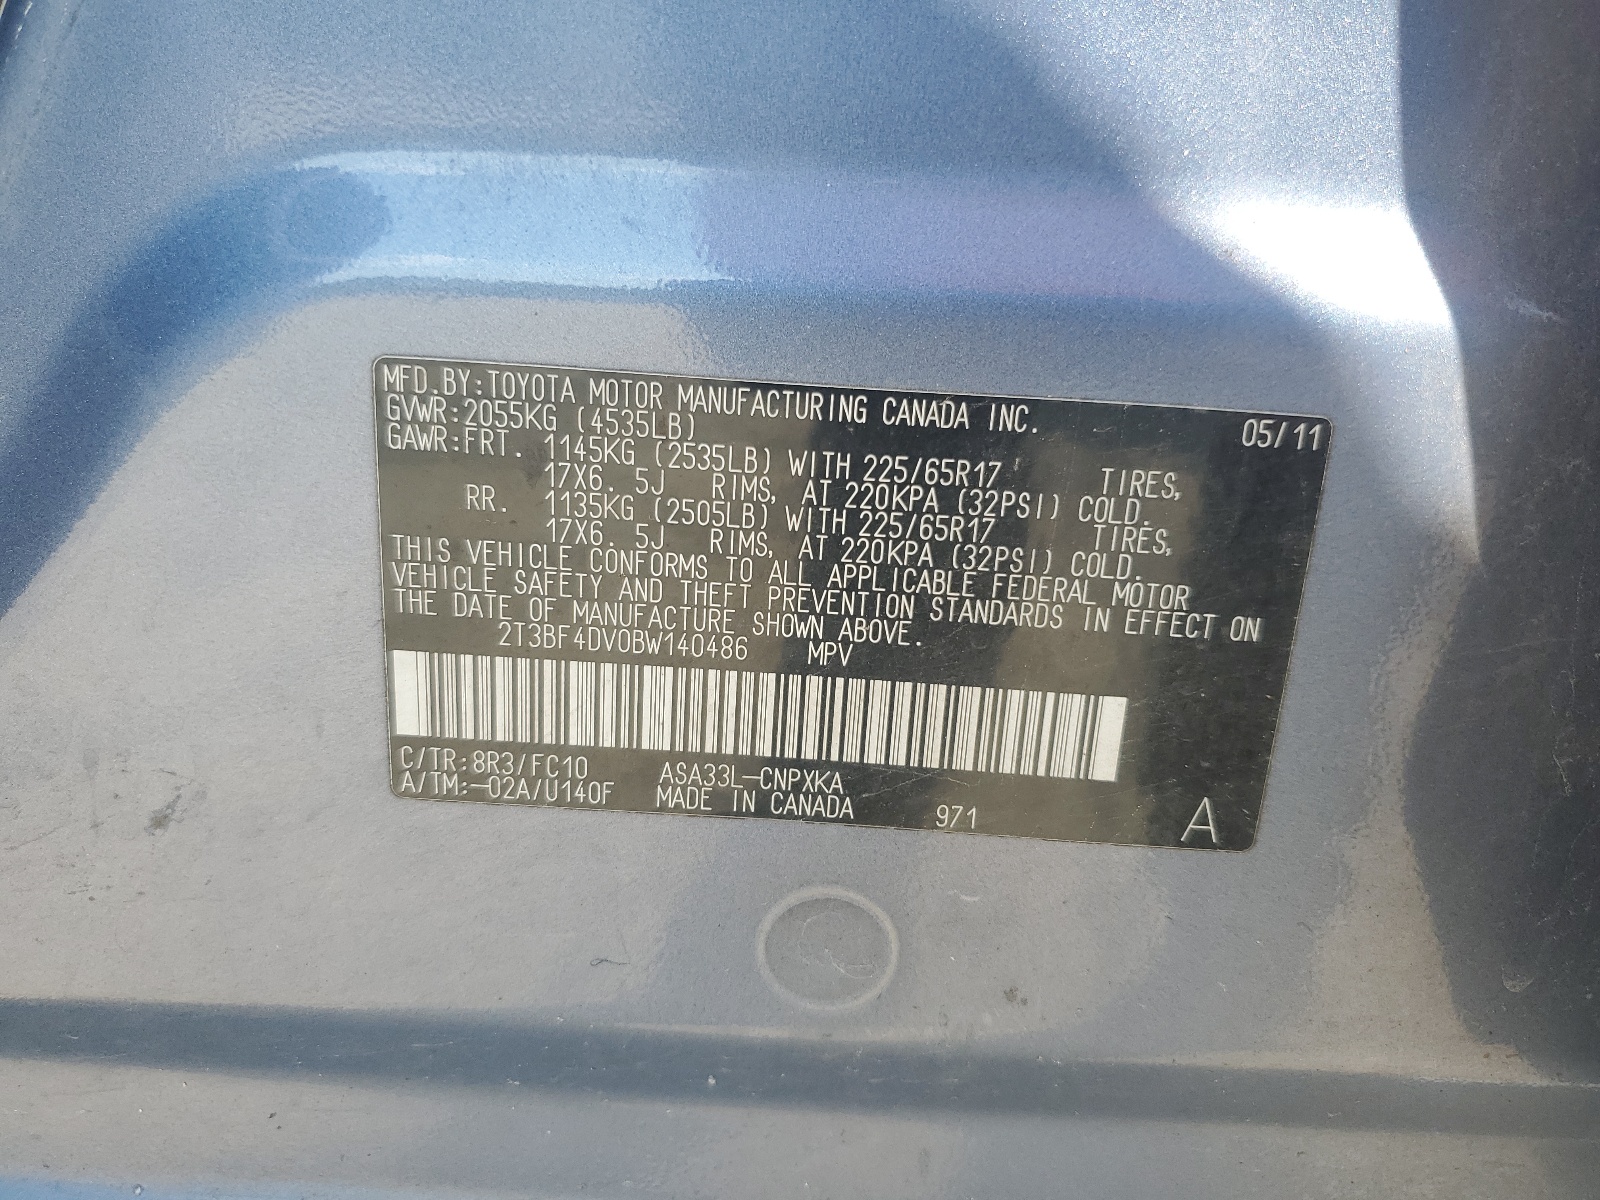 MFD.BY:TOYOTA MOTOR MANUFACTURING CANADA INC. 05/11
GVWR:2055KG (4535LB)
GAWR:FRT. 1145KG (2535LB) WITH 225/65R17 TIRES,
17X6. 5J RIMS, AT 220KPA (32PSI) COLD.
RR. 1135KG (2505LB) WITH 225/65R17 TIRES,
17X6. 5J RIMS, AT 220KPA (32PSI) COLD.
THIS VEHICLE CONFORMS TO ALL APPLICABLE FEDERAL MOTOR
VEHICLE SAFETY AND THEFT PREVENTION STANDARDS IN EFFECT ON
THE DATE OF MANUFACTURE SHOWN ABOVE.
2T3BF4DV0BW140486 MPV
C/TR:8R3/FC10 ASA33L-CNPXKA
A/TM:-02A/U140F MADE IN CANADA 971 A